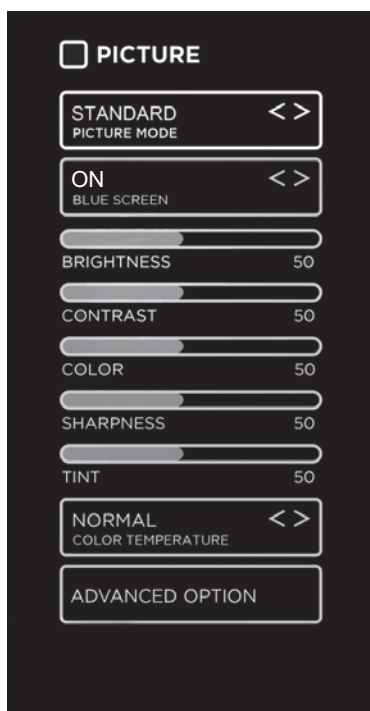 PICTURE
STANDARD
PICTURE MODE
ON
BLUE SCREEN
BRIGHTNESS 50
CONTRAST 50
COLOR 50
SHARPNESS 50
TINT 50
NORMAL
COLOR TEMPERATURE
ADVANCED OPTION